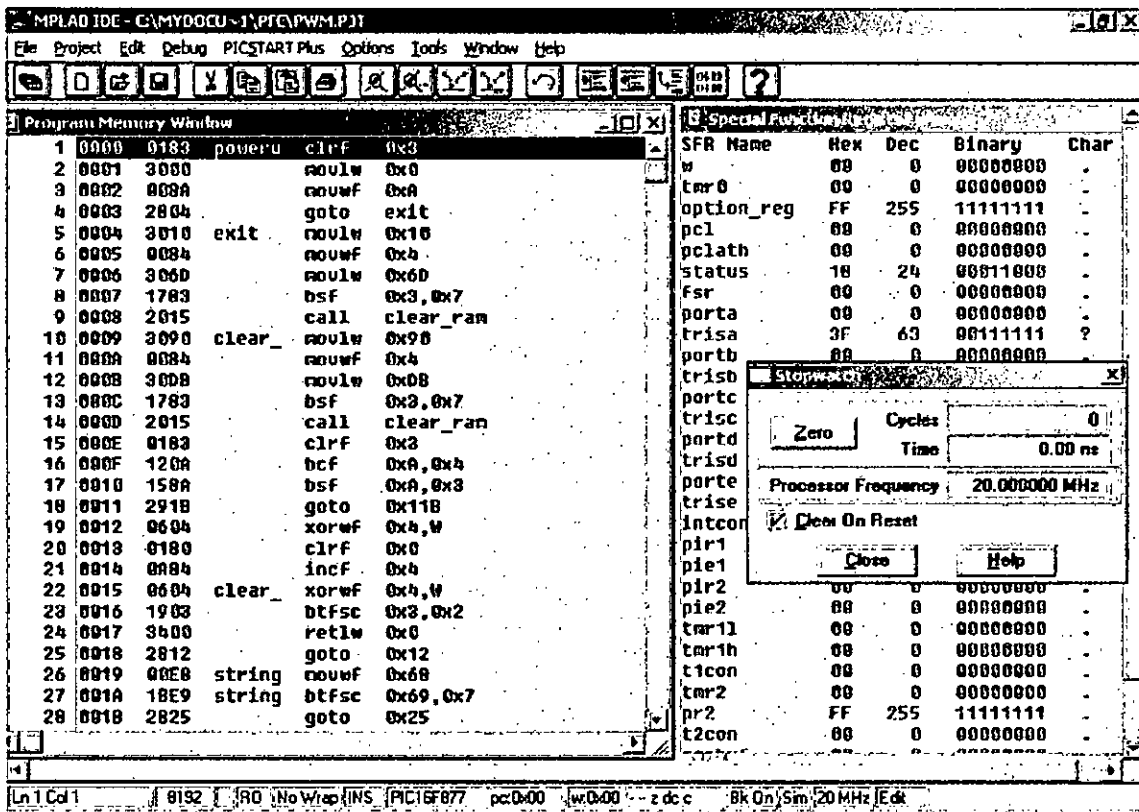 MPLAB IDE - C:\MYDOCU~1\PFC\PWM.PJT
File Project Edit Debug PICSTART Plus Options Tools Window Help
Program Memory Window
1 0000 0183 poweru clrf 0x3
2 0001 3000 movlw 0x0
3 0002 008A movwf 0xA
4 0003 2804 goto exit
5 0004 3010 exit movlw 0x10
6 0005 0084 movwf 0x4
7 0006 306D movlw 0x6D
8 0007 1783 bsf 0x3,0x7
9 0008 2015 call clear_ram
10 0009 3090 clear_ movlw 0x90
11 000A 0084 movwf 0x4
12 000B 30DB movlw 0xDB
13 000C 1783 bsf 0x3,0x7
14 000D 2015 call clear_ram
15 000E 0183 clrf 0x3
16 000F 120A bcf 0xA,0x4
17 0010 158A bsf 0xA,0x3
18 0011 291B goto 0x11B
19 0012 0604 xorwf 0x4,W
20 0013 0180 clrf 0x0
21 0014 0A84 incf 0x4
22 0015 0604 clear_ xorwf 0x4,W
23 0016 1903 btfsc 0x3,0x2
24 0017 3400 retlw 0x0
25 0018 2812 goto 0x12
26 0019 00E8 string movwf 0x68
27 001A 1BE9 string btfsc 0x69,0x7
28 001B 2825 goto 0x25
Special Function
SFR Name Hex Dec Binary Char
w 00 0 00000000 .
tmr0 00 0 00000000 .
option_reg FF 255 11111111 .
pcl 00 0 00000000 .
pclath 00 0 00000000 .
status 18 24 00011000 .
fsr 00 0 00000000 .
porta 00 0 00000000 .
trisa 3F 63 00111111 ?
portb 00 0 00000000
trisb
portc
trisc
portd
trisd
porte
trise
intcon
pir1
pie1
pir2 00 0 00000000
pie2 00 0 00000000 .
tmr1l 00 0 00000000 .
tmr1h 00 0 00000000 .
t1con 00 0 00000000 .
tmr2 00 0 00000000 .
pr2 FF 255 11111111 .
t2con 00 0 00000000 .
Stopwatch
Zero
Cycles 0
Time 0.00 ns
Processor Frequency 20.000000 MHz
Clear On Reset
Close Help
Ln 1 Col 1 8192 RO No Wrap INS PIC16F877 pc:0x00 w:0x00 -- z dc c Bk On Sim 20 MHz Edit